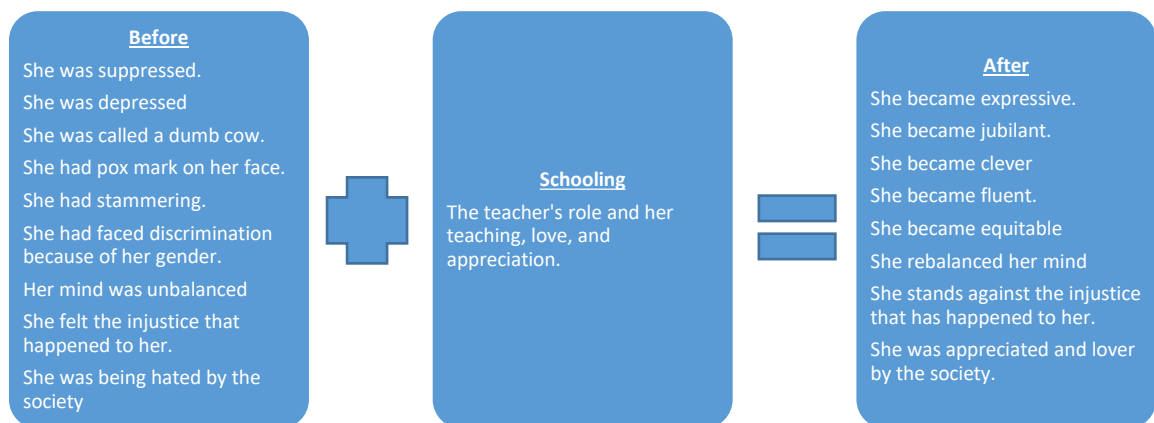 Before
She was suppressed.
She was depressed
She was called a dumb cow.
She had pox mark on her face.
She had stammering.
She had faced discrimination
because of her gender.
Her mind was unbalanced
She felt the injustice that
happened to her.
She was being hated by the
society
Schooling
The teacher's role and her
teaching, love, and
appreciation.
After
She became expressive.
She became jubilant.
She became clever
She became fluent.
She became equitable
She rebalanced her mind
She stands against the injustice
that has happened to her.
She was appreciated and lover
by the society.